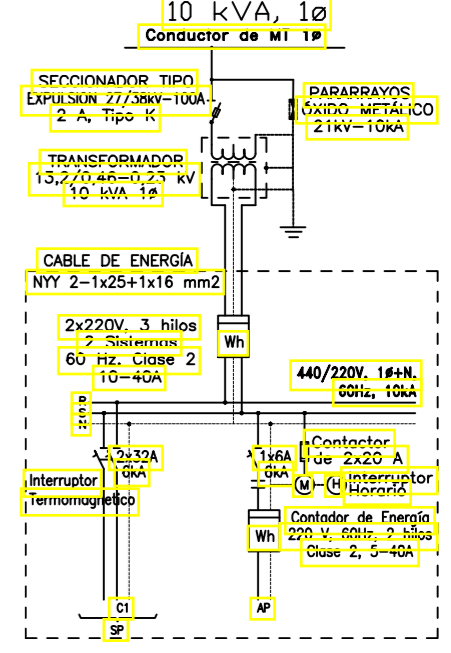 10 kVA, 1ø
Conductor de MT 1ø
SECCIONADOR TIPO
EXPULSION 27/38kV-100A
2 A, Tipo K
PARARRAYOS
ÓXIDO METÁLICO
21kV-10kA
TRANSFORMADOR
13,2/0,46-0,23 kV
10 kVA 1ø
CABLE DE ENERGÍA
NYY 2-1x25+1x16 mm2
2x220V, 3 hilos
2 Sistemas
60 Hz. Clase 2
10-40A
Wh
440/220V, 1ø+N,
60Hz, 10kA
R
S
N
2x32A
6kA
1x6A
6kA
Contactor
de 2x20 A
Interruptor
Termomagnético
M
H
Interruptor
Horario
Wh
Contador de Energía
220 V, 60Hz, 2 hilos
Clase 2, 5-40A
C1
AP
SP